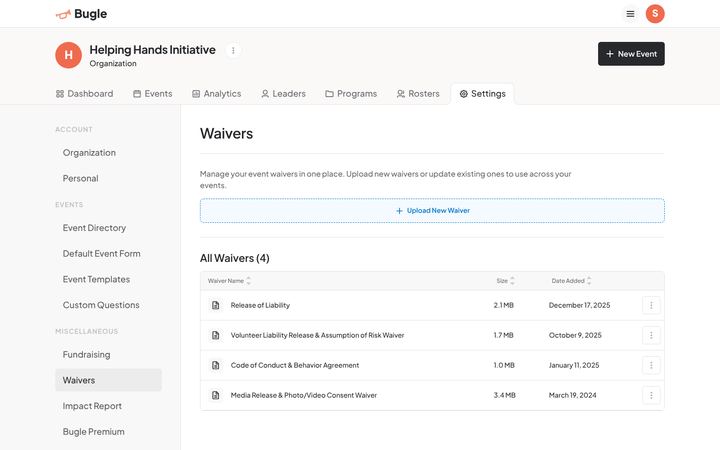 Bugle
S
H
Helping Hands Initiative
Organization
New Event
Dashboard
Events
Analytics
Leaders
Programs
Rosters
Settings
ACCOUNT
Organization
Personal
EVENTS
Event Directory
Default Event Form
Event Templates
Custom Questions
MISCELLANEOUS
Fundraising
Waivers
Impact Report
Bugle Premium
Waivers
Manage your event waivers in one place. Upload new waivers or update existing ones to use across your
events.
Upload New Waiver
All Waivers (4)
Waiver Name Size Date Added
Release of Liability 2.1 MB December 17, 2025
Volunteer Liability Release & Assumption of Risk Waiver 1.7 MB October 9, 2025
Code of Conduct & Behavior Agreement 1.0 MB January 11, 2025
Media Release & Photo/Video Consent Waiver 3.4 MB March 19, 2024